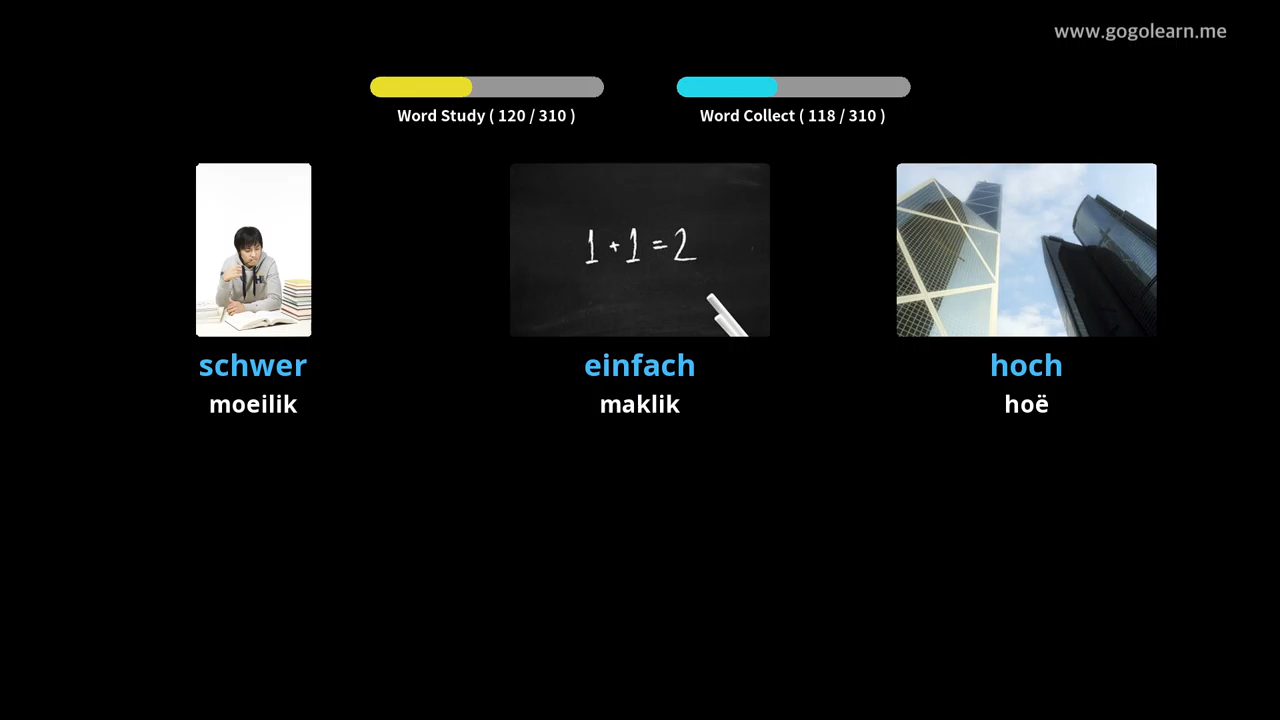 www.gogolearn.me
Word Study ( 120 / 310 )
Word Collect ( 118 / 310 )
1 + 1 = 2
schwer
einfach
hoch
moeilik
maklik
hoë